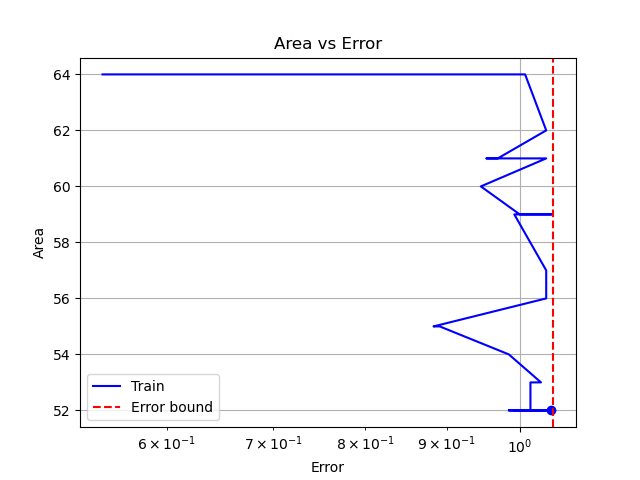 Area vs Error
Area
64
62
60
58
56
54
52
Train
Error bound
6 × 10⁻¹
7 × 10⁻¹
8 × 10⁻¹
9 × 10⁻¹
10⁰
Error